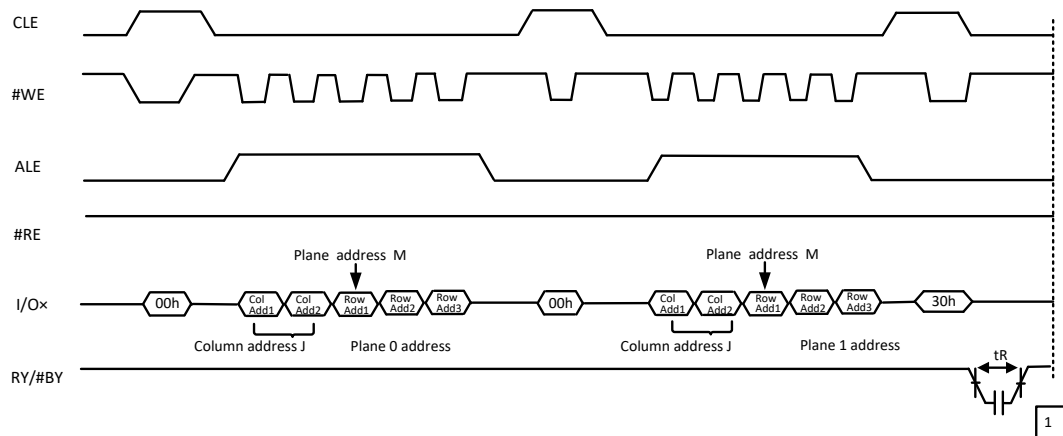 CLE
#WE
ALE
#RE
Plane address M
Plane address M
I/O×
00h
Col Add1
Col Add2
Row Add1
Row Add2
Row Add3
00h
Col Add1
Col Add2
Row Add1
Row Add2
Row Add3
30h
Column address J
Plane 0 address
Column address J
Plane 1 address
tR
RY/#BY
1